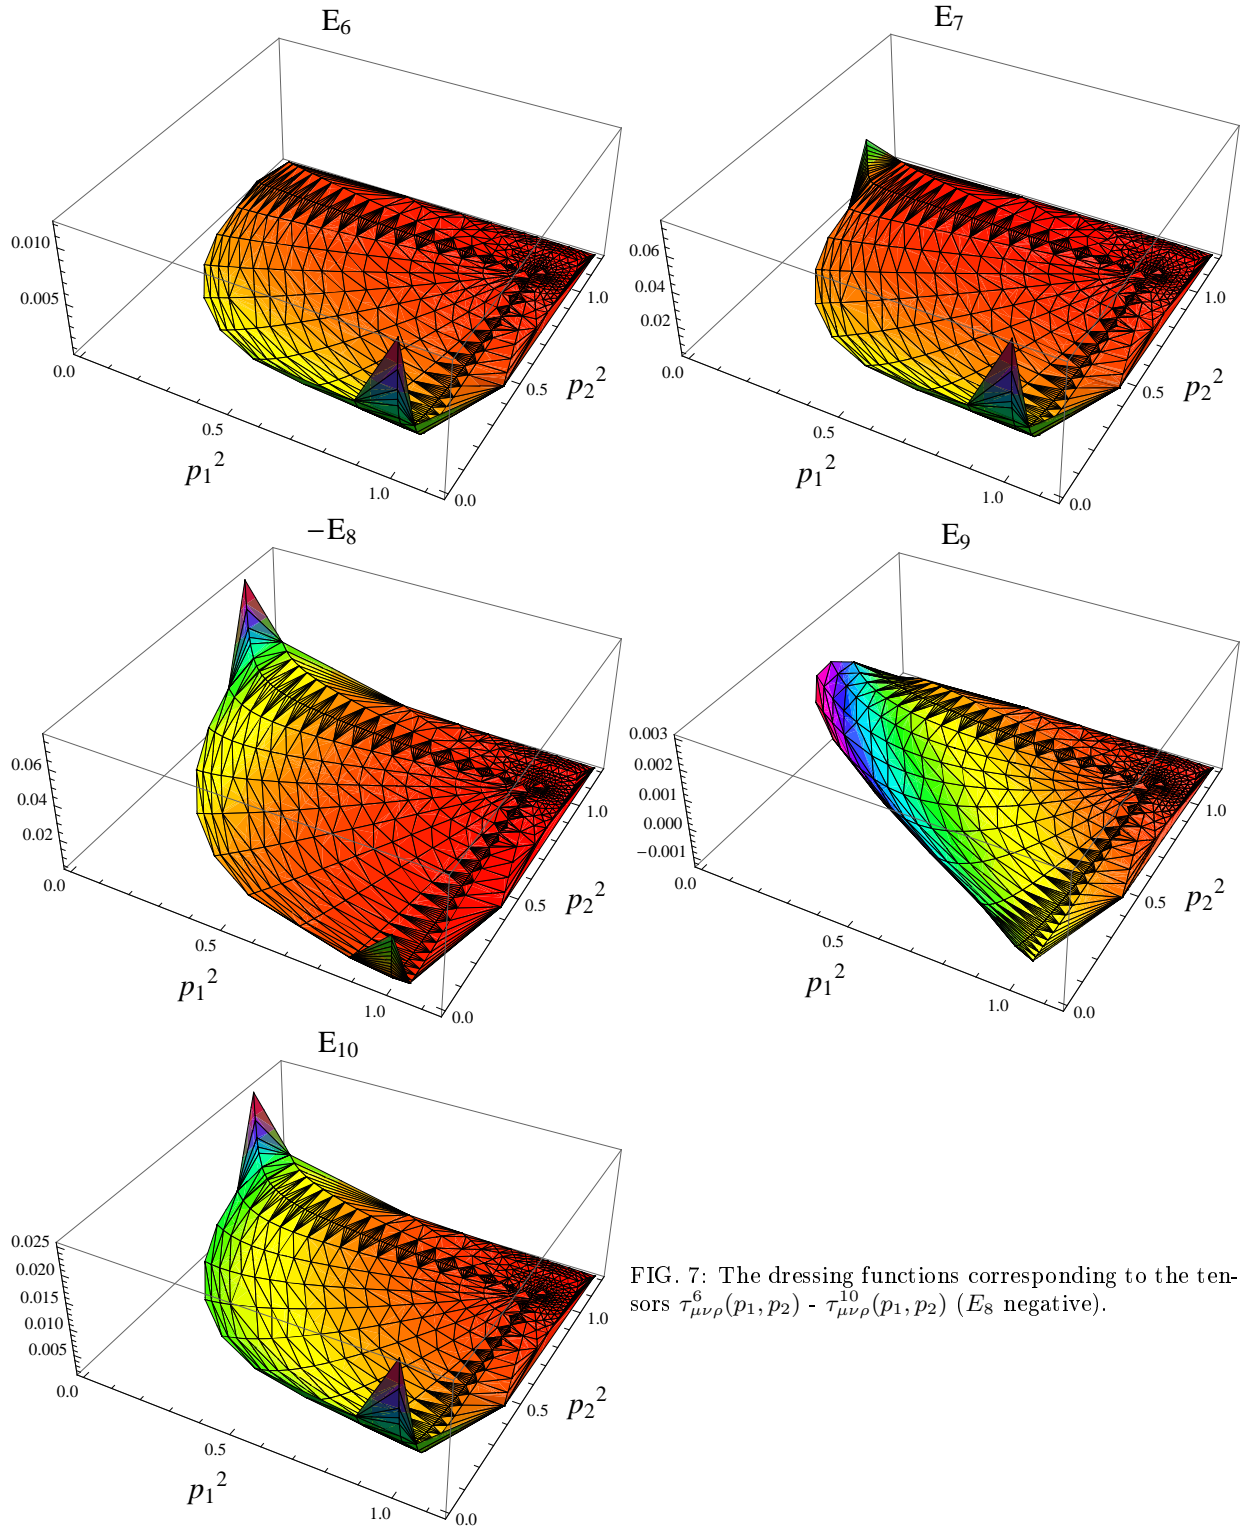 E₆
0.010
0.005
0.0
0.5
1.0
p₁²
0.0
0.5
1.0
p₂²
E₇
0.06
0.04
0.02
0.0
0.5
1.0
p₁²
0.0
0.5
1.0
p₂²
−E₈
0.06
0.04
0.02
0.0
0.5
1.0
p₁²
0.0
0.5
1.0
p₂²
E₉
0.003
0.002
0.001
0.000
−0.001
0.0
0.5
1.0
p₁²
0.0
0.5
1.0
p₂²
E₁₀
0.025
0.020
0.015
0.010
0.005
0.0
0.5
1.0
p₁²
0.0
0.5
1.0
p₂²
FIG. 7: The dressing functions corresponding to the ten-
sors τ⁶_μνρ(p₁, p₂) - τ¹⁰_μνρ(p₁, p₂) (E₈ negative).